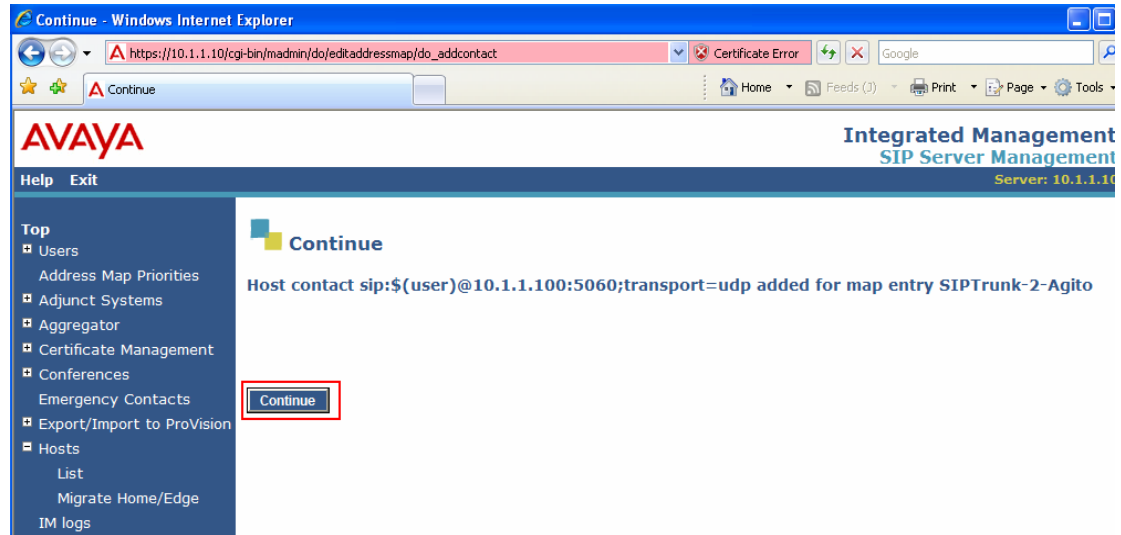 Continue - Windows Internet Explorer
https://10.1.1.10/cgi-bin/madmin/do/editaddressmap/do_addcontact
Certificate Error
Google
Continue
Home
Feeds (J)
Print
Page
Tools
AVAYA
Integrated Management
SIP Server Management
Help Exit
Server: 10.1.1.10
Top
Users
Address Map Priorities
Adjunct Systems
Aggregator
Certificate Management
Conferences
Emergency Contacts
Export/Import to ProVision
Hosts
List
Migrate Home/Edge
IM logs
Continue
Host contact sip:$(user)@10.1.1.100:5060;transport=udp added for map entry SIPTrunk-2-Agito
Continue